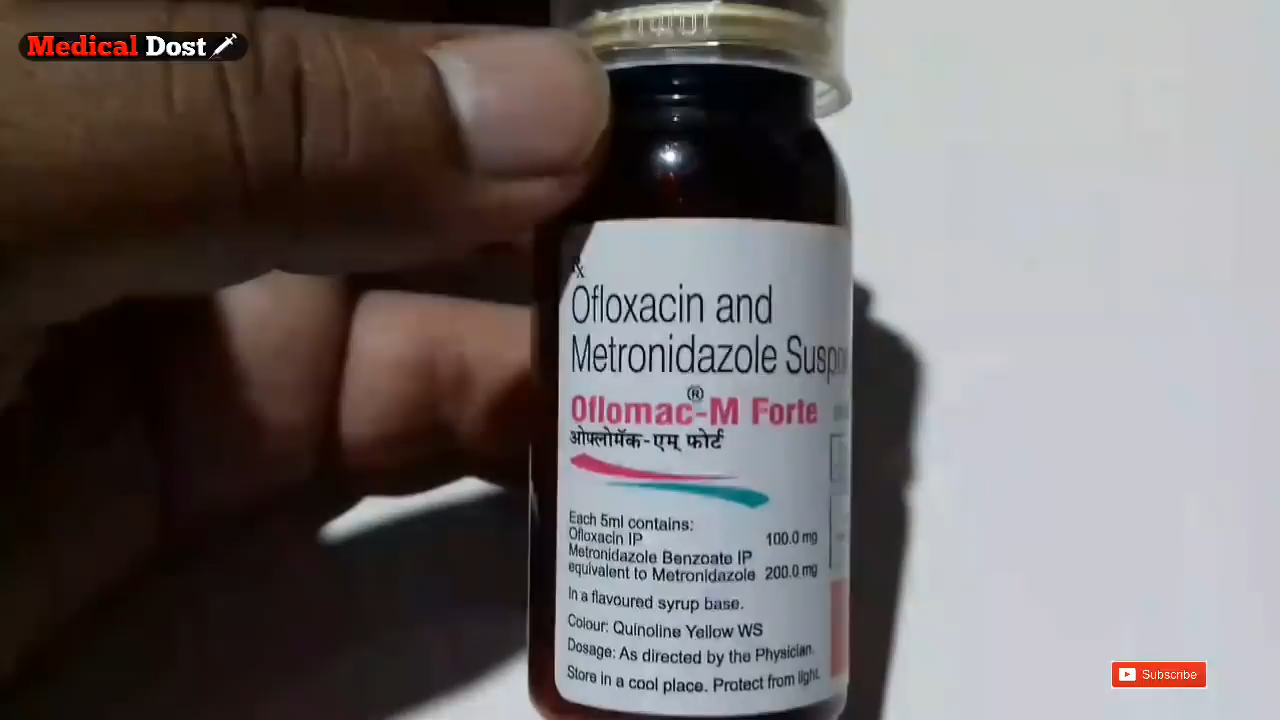 Medical Dost
Rx
Ofloxacin and
Metronidazole
Oflomac-M Forte
®
ओफ्लोमॅक-एम् फोर्ट
Each 5ml contains:
Ofloxacin IP 100.0 mg
Metronidazole Benzoate IP
equivalent to Metronidazole 200.0 mg
In a flavoured syrup base.
Colour: Quinoline Yellow WS
Dosage: As directed by the Physician.
Store in a cool place. Protect from light.
Subscribe